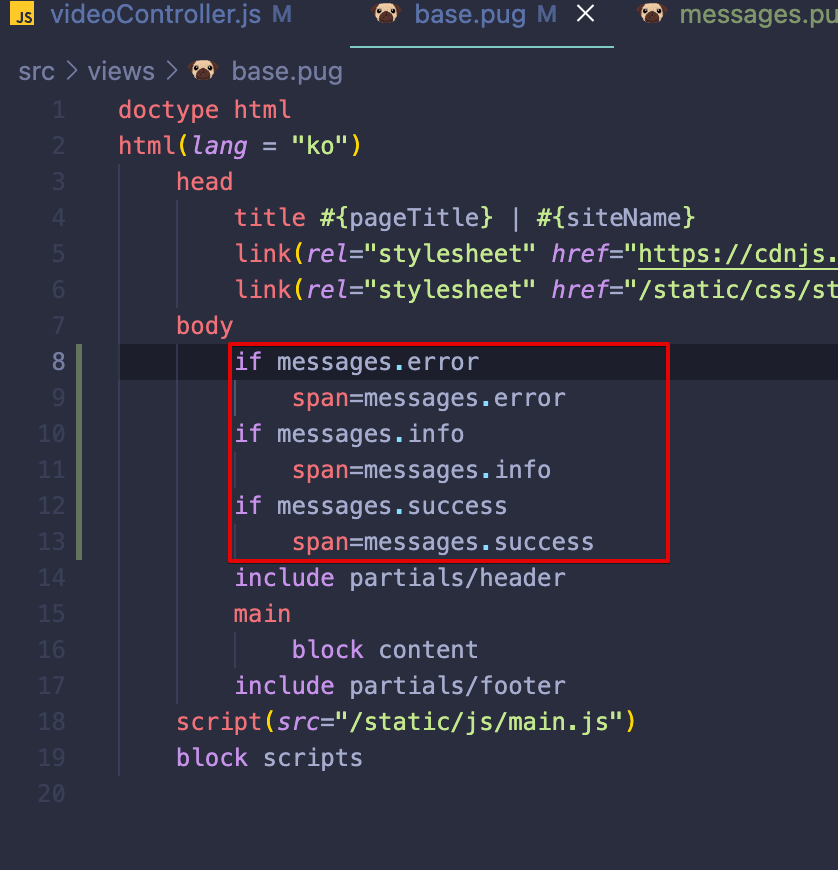 JS videoController.js M base.pug M × messages.pu
src > views > base.pug
1 doctype html
2 html(lang = "ko")
3 head
4 title #{pageTitle} | #{siteName}
5 link(rel="stylesheet" href="https://cdnjs.
6 link(rel="stylesheet" href="/static/css/st
7 body
8 if messages.error
9 span=messages.error
10 if messages.info
11 span=messages.info
12 if messages.success
13 span=messages.success
14 include partials/header
15 main
16 block content
17 include partials/footer
18 script(src="/static/js/main.js")
19 block scripts
20